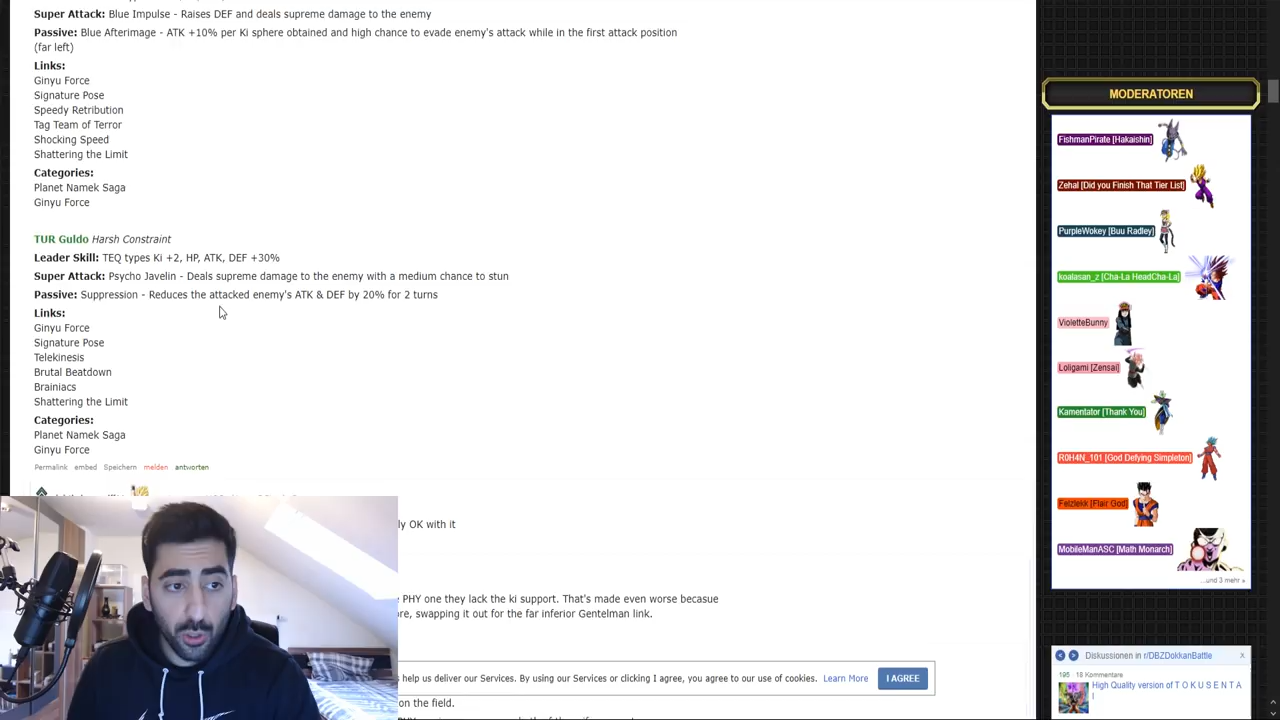 Super Attack: Blue Impulse - Raises DEF and deals supreme damage to the enemy
Passive: Blue Afterimage - ATK +10% per Ki sphere obtained and high chance to evade enemy's attack while in the first attack position
(far left)
Links:
Ginyu Force
Signature Pose
Speedy Retribution
Tag Team of Terror
Shocking Speed
Shattering the Limit
Categories:
Planet Namek Saga
Ginyu Force
TUR Guldo Harsh Constraint
Leader Skill: TEQ types Ki +2, HP, ATK, DEF +30%
Super Attack: Psycho Javelin - Deals supreme damage to the enemy with a medium chance to stun
Passive: Suppression - Reduces the attacked enemy's ATK & DEF by 20% for 2 turns
Links:
Ginyu Force
Signature Pose
Telekinesis
Brutal Beatdown
Brainiacs
Shattering the Limit
Categories:
Planet Namek Saga
Ginyu Force
Permalink embed Speichern melden antworten
ly OK with it
PHY one they lack the ki support. That's made even worse becasue
re, swapping it out for the far inferior Gentelman link.
s help us deliver our Services. By using our Services or clicking I agree, you agree to our use of cookies. Learn More I AGREE
on the field.
MODERATOREN
FishmanPirate [Hakaishin]
Zehal [Did you Finish That Tier List]
PurpleWokey [Buu Radley]
koalasan_z [Cha-La HeadCha-La]
VioletteBunny
Loligami [Zensai]
Kamentator [Thank You]
R0H4N_101 [God Defying Simpleton]
Fetzlekk [Flair God]
MobileManASC [Math Monarch]
...und 3 mehr »
Diskussionen in r/DBZDokkanBattle X
195 · 18 Kommentare
High Quality version of T O K U S E N T A
I